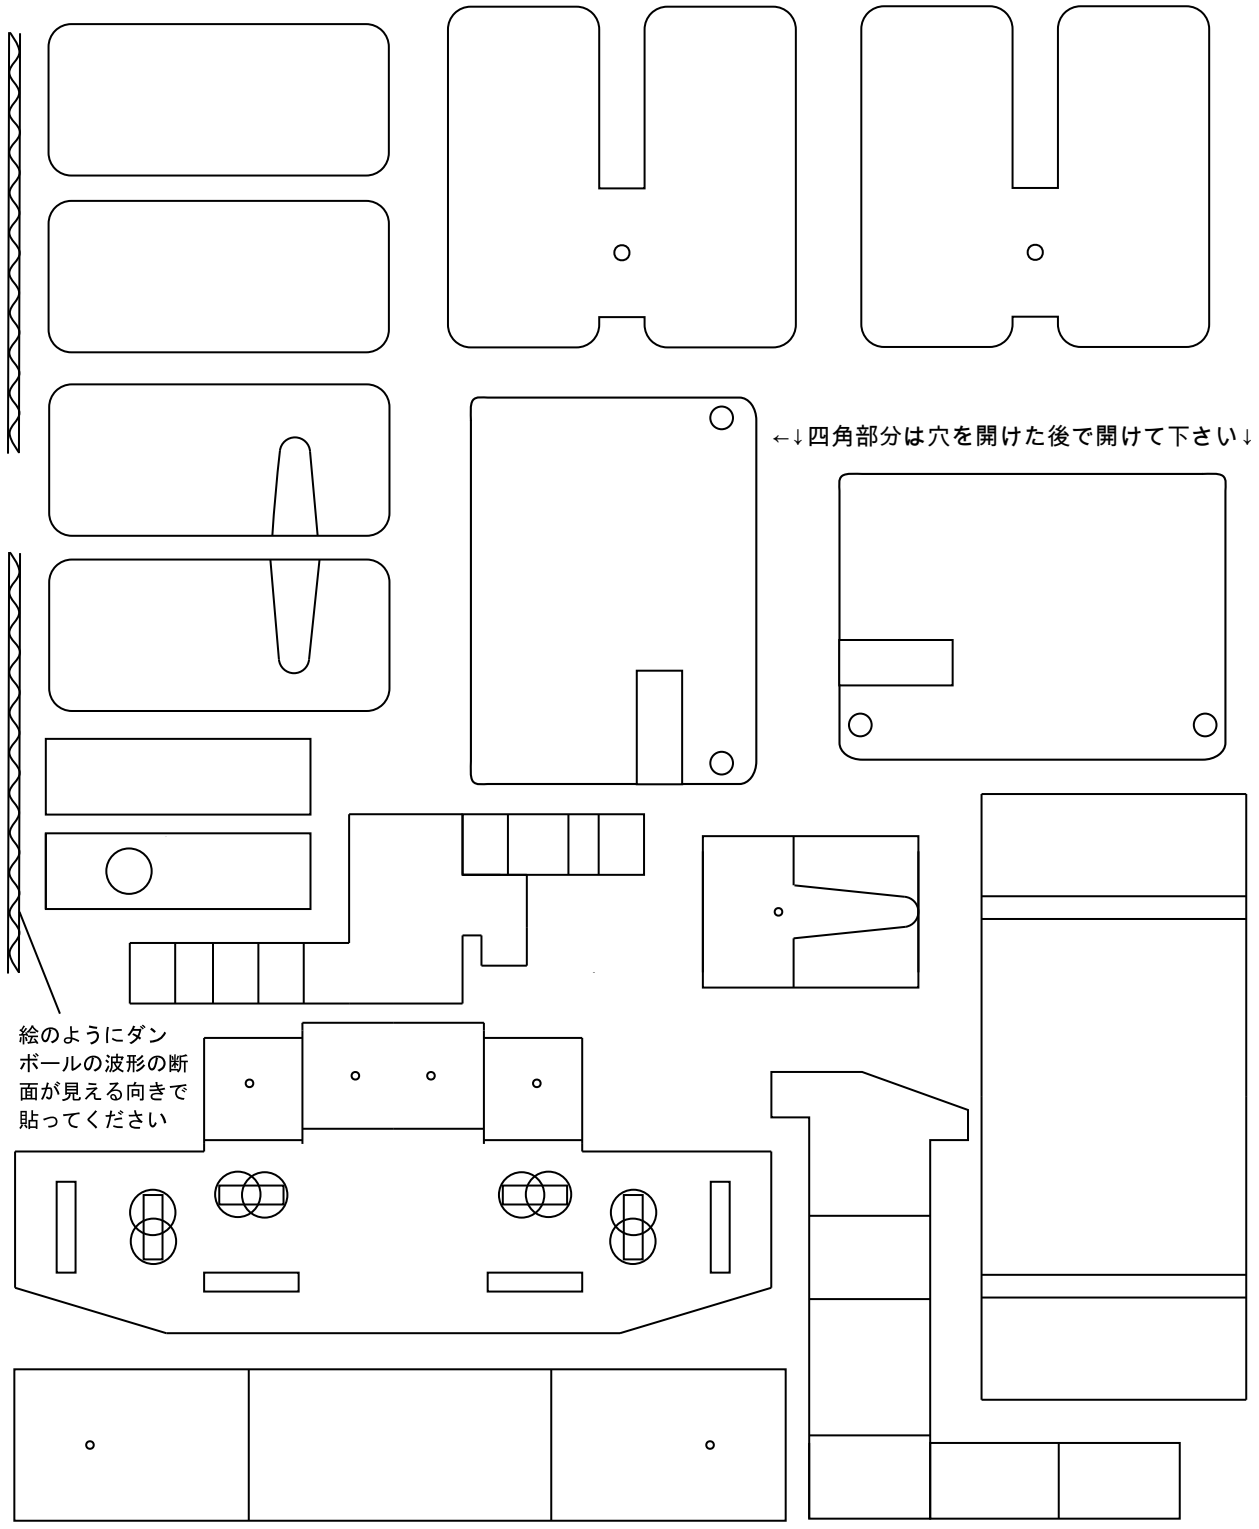 ←↓四角部分は穴を開けた後で開けて下さい↓
絵のようにダン
ボールの波形の断
面が見える向きで
貼ってください